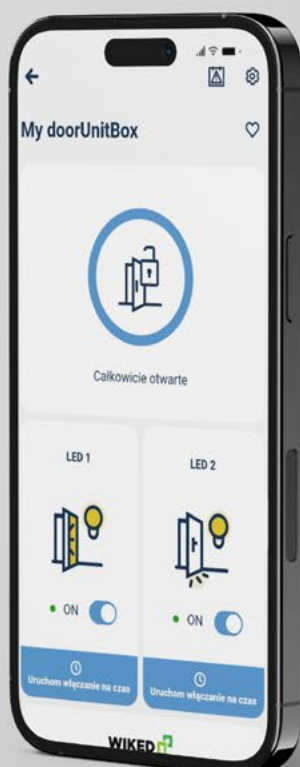 My doorUnitBox
Całkowicie otwarte
LED 1
LED 2
ON
ON
Uruchom włączanie na czas
Uruchom włączanie na czas
WIKED